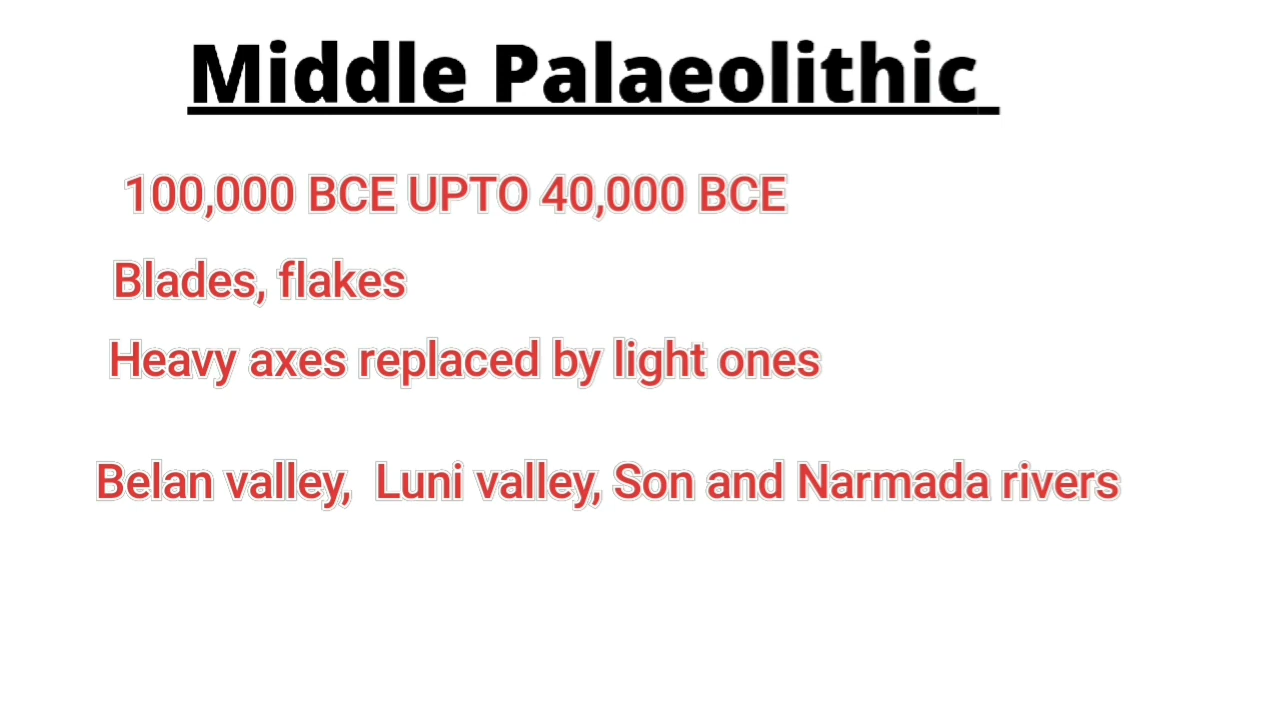 Middle Palaeolithic
100,000 BCE UPTO 40,000 BCE
Blades, flakes
Heavy axes replaced by light ones
Belan valley, Luni valley, Son and Narmada rivers